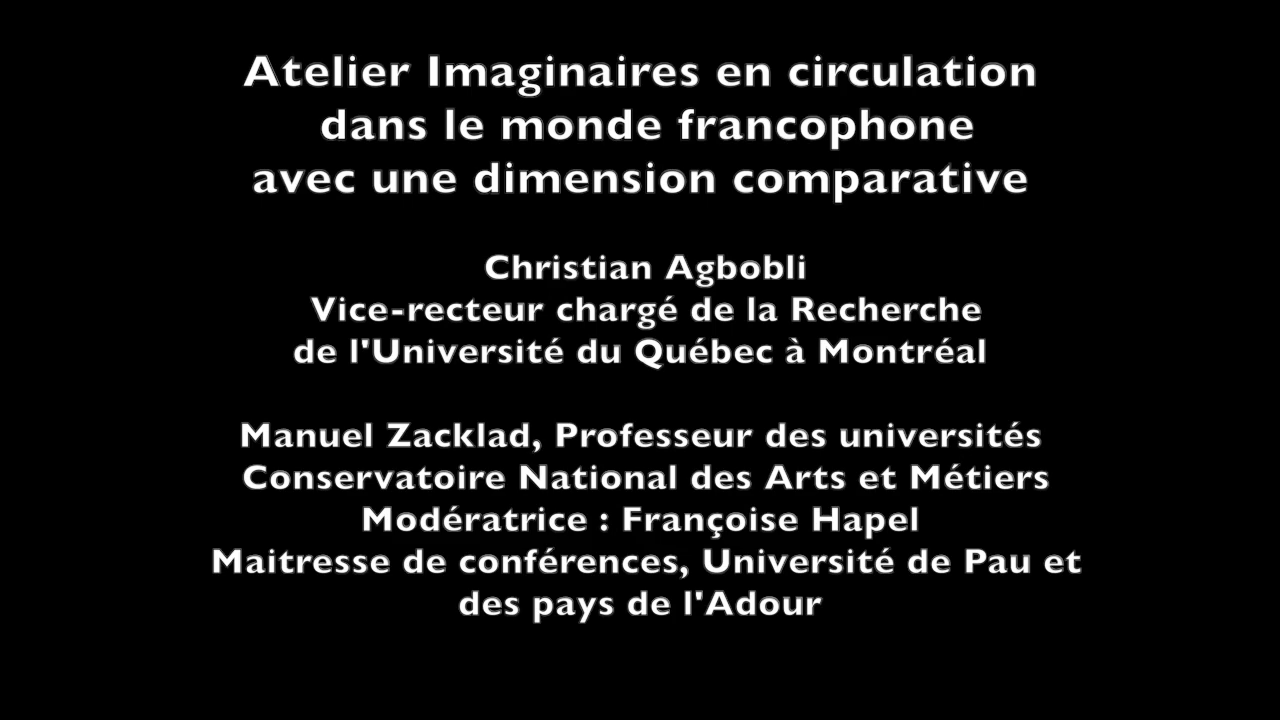 Atelier Imaginaires en circulation
dans le monde francophone
avec une dimension comparative
Christian Agbobli
Vice-recteur chargé de la Recherche
de l'Université du Québec à Montréal
Manuel Zacklad, Professeur des universités
Conservatoire National des Arts et Métiers
Modératrice : Françoise Hapel
Maitresse de conférences, Université de Pau et
des pays de l'Adour